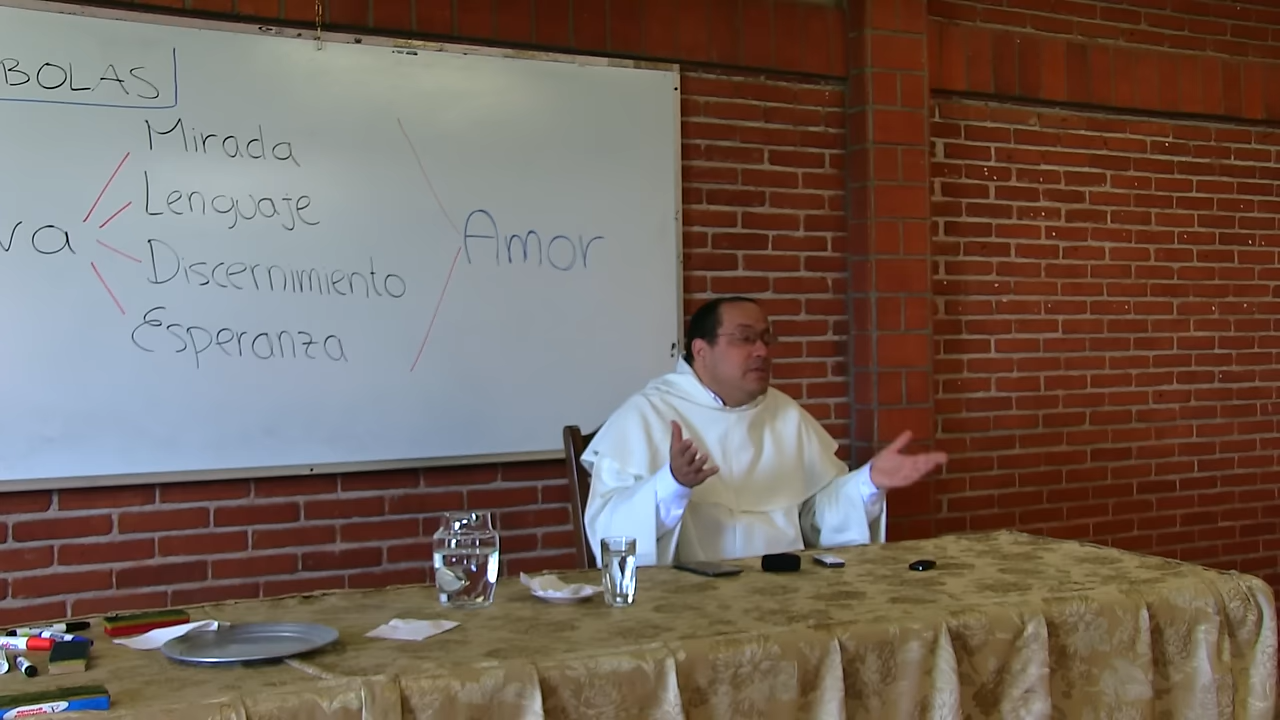 BOLAS
Mirada
Lenguaje
va
Discernimiento
Esperanza
Amor